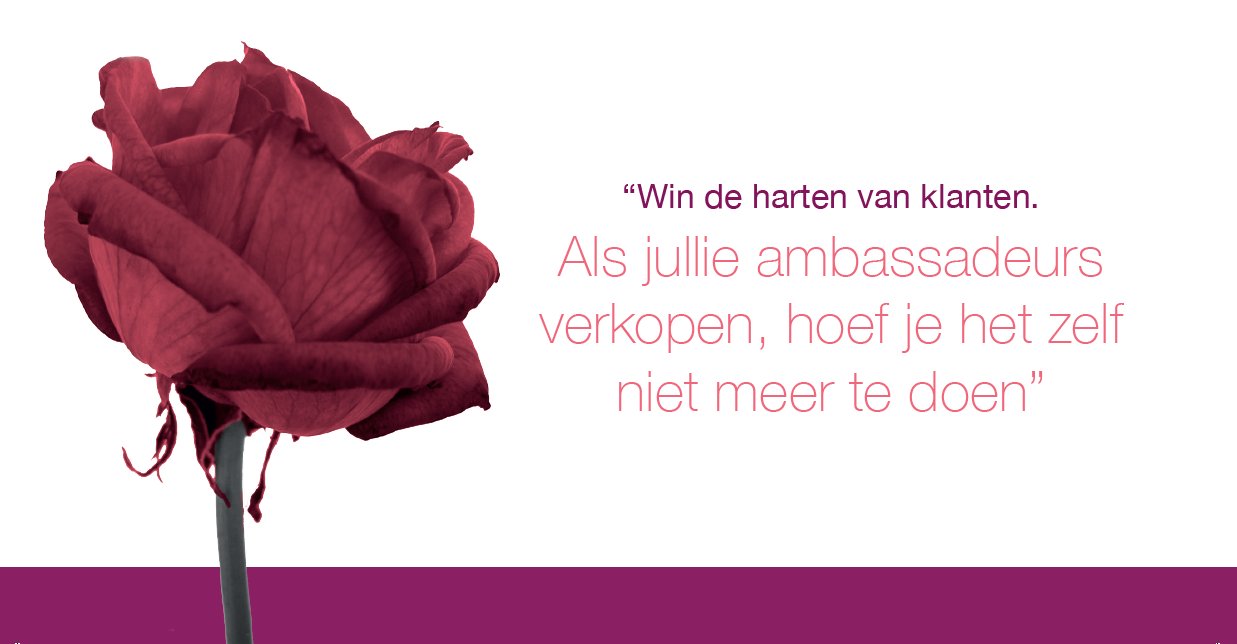 “Win de harten van klanten.
Als jullie ambassadeurs
verkopen, hoef je het zelf
niet meer te doen”